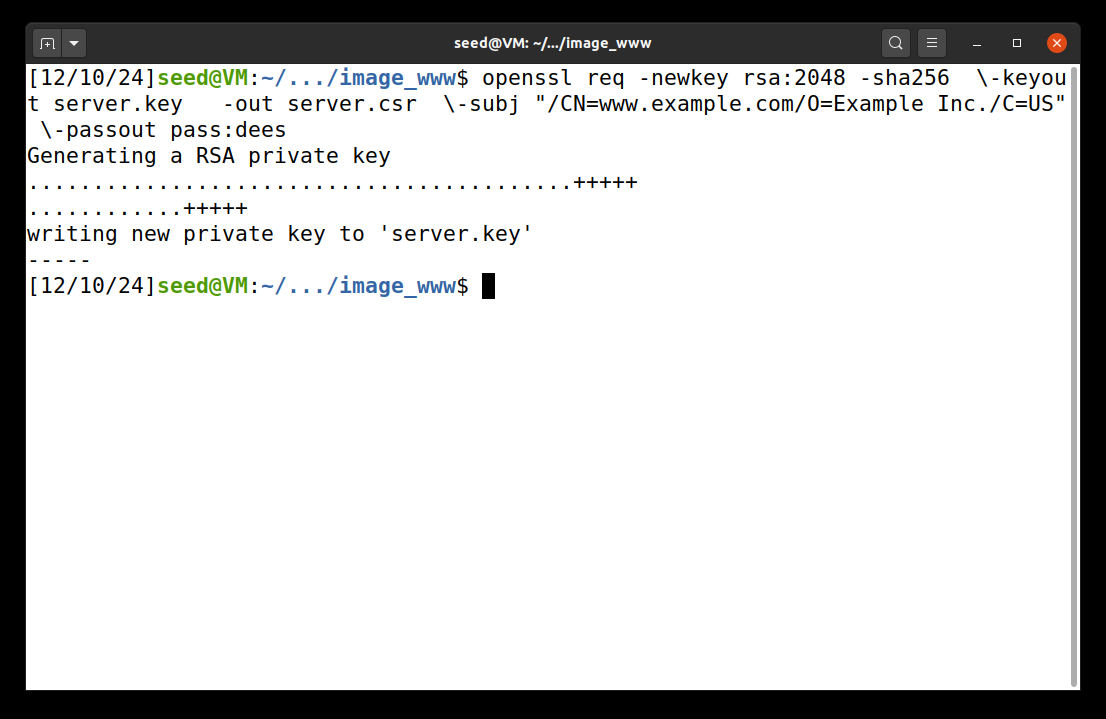 seed@VM: ~/.../image_www
[12/10/24]seed@VM:~/.../image_www$ openssl req -newkey rsa:2048 -sha256  \-keyou
t server.key   -out server.csr  \-subj "/CN=www.example.com/O=Example Inc./C=US"
 \-passout pass:dees
Generating a RSA private key
..........................................+++++
............+++++
writing new private key to 'server.key'
-----
[12/10/24]seed@VM:~/.../image_www$